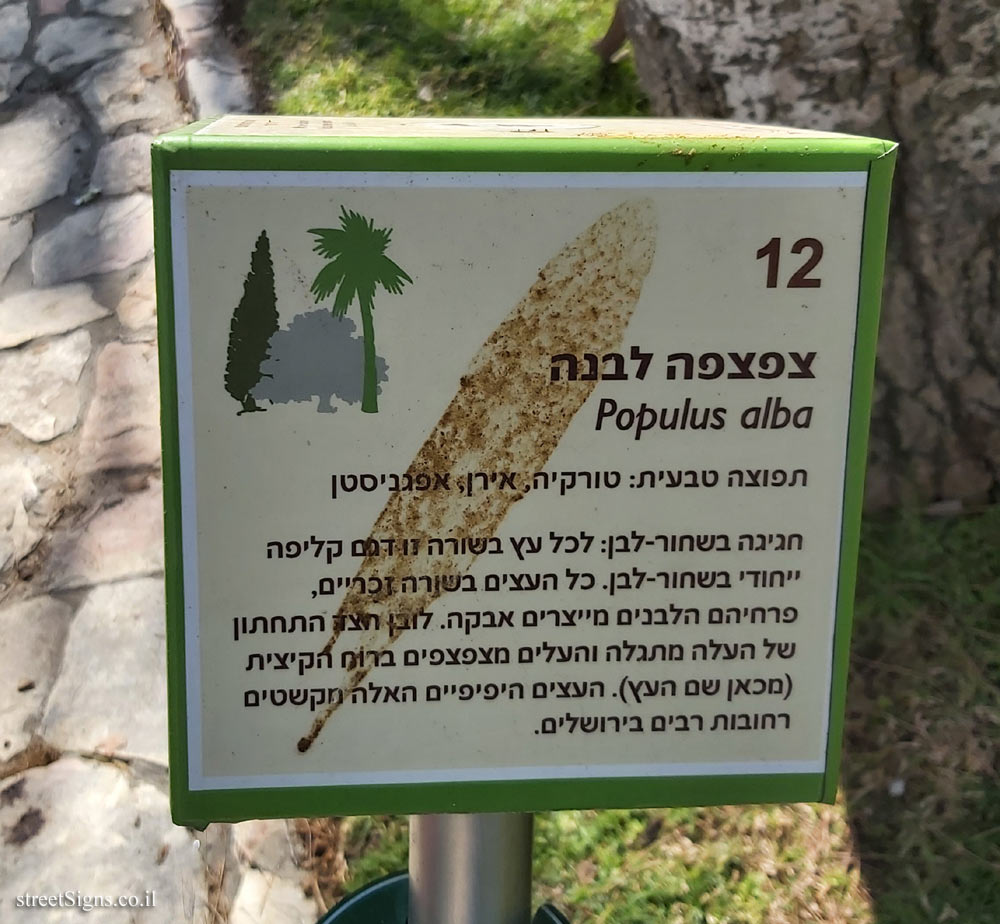 12
צפצפה לבנה
Populus alba
תפוצה טבעית: טורקיה, אירן, אפגניסטן
חגיגה בשחור-לבן: לכל עץ בשורה זו דגם קליפה
ייחודי בשחור-לבן. כל העצים בשורה זכריים,
פרחיהם הלבנים מייצרים אבקה. לובן הצד התחתון
של העלה מתגלה והעלים מצפצפים ברוח הקיצית
(מכאן שם העץ). העצים היפיפיים האלה מקשטים
רחובות רבים בירושלים.
streetSigns.co.il